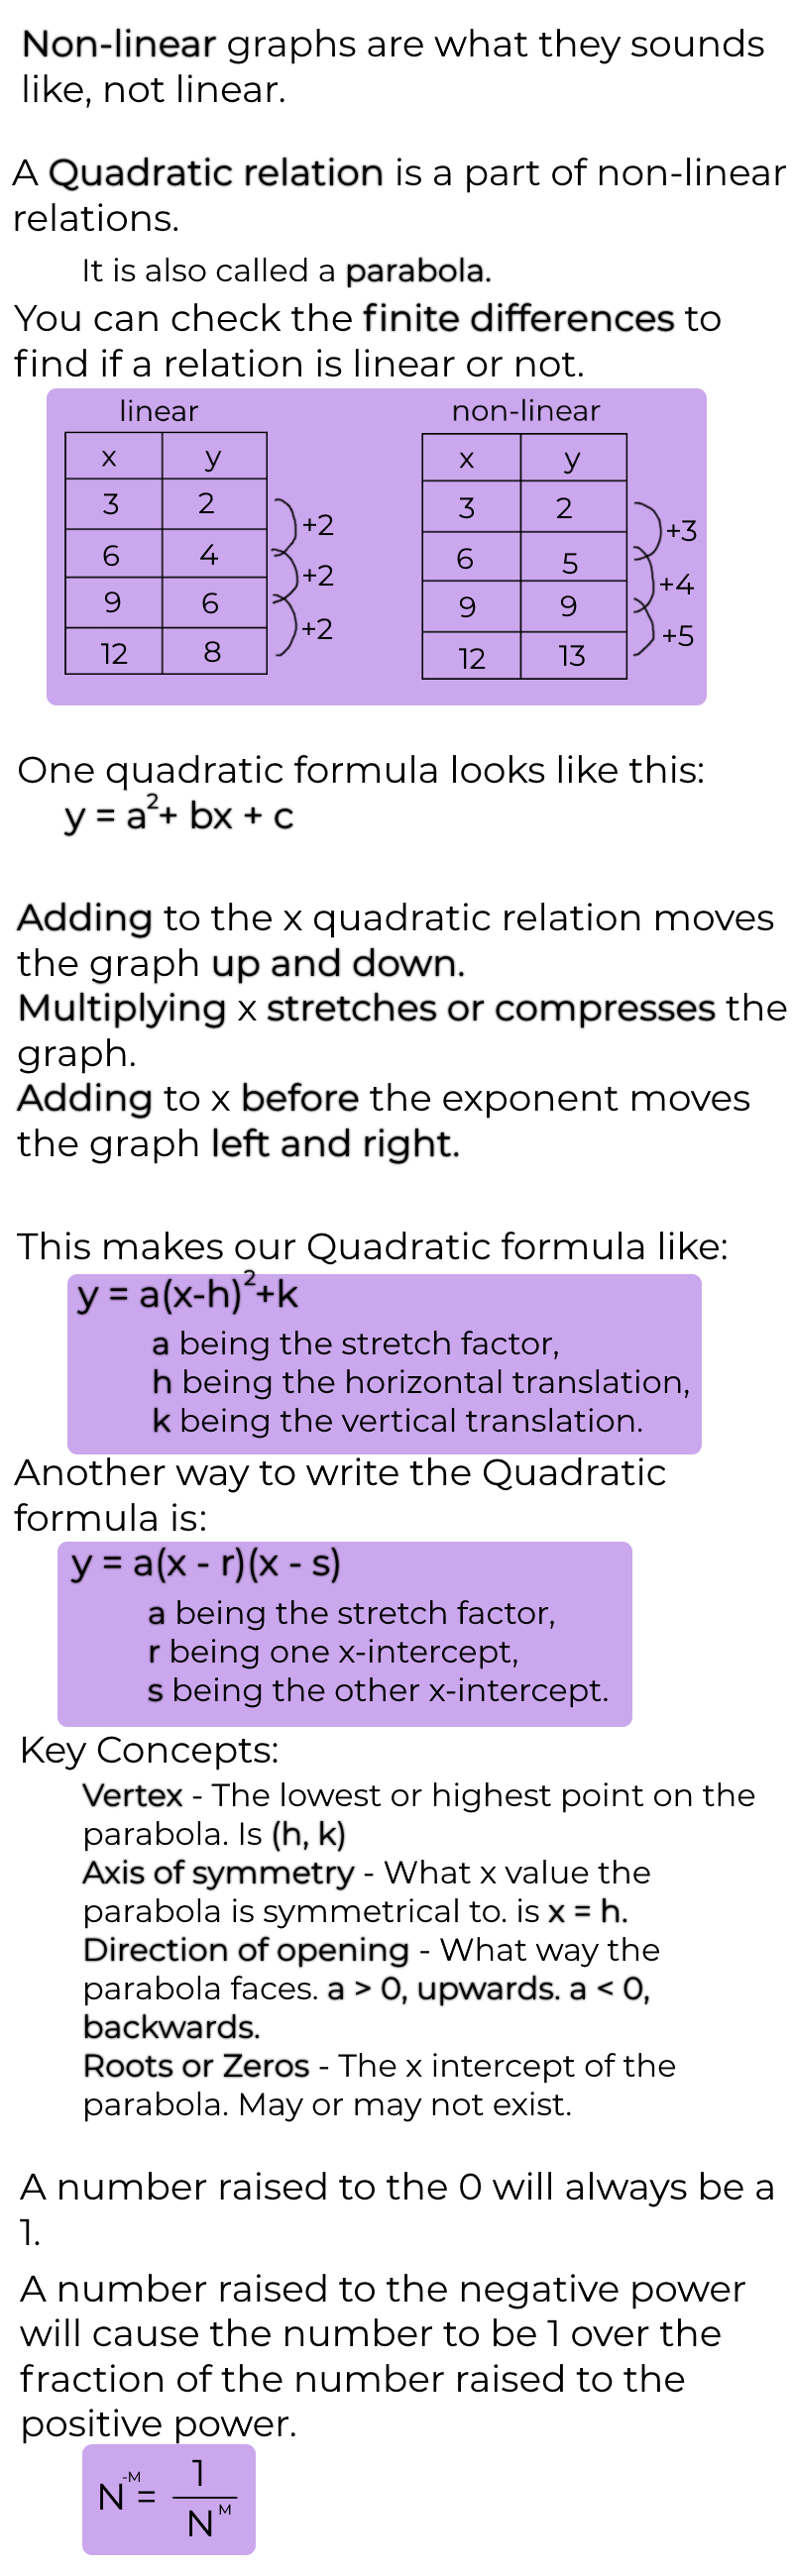 Non-linear graphs are what they sounds
like, not linear.
A Quadratic relation is a part of non-linear
relations.
It is also called a parabola.
You can check the finite differences to
find if a relation is linear or not.
linear
x y
3 2
6 4
9 6
12 8
+2
+2
+2
non-linear
x y
3 2
6 5
9 9
12 13
+3
+4
+5
One quadratic formula looks like this:
y = a²+ bx + c
Adding to the x quadratic relation moves
the graph up and down.
Multiplying x stretches or compresses the
graph.
Adding to x before the exponent moves
the graph left and right.
This makes our Quadratic formula like:
y = a(x-h)²+k
a being the stretch factor,
h being the horizontal translation,
k being the vertical translation.
Another way to write the Quadratic
formula is:
y = a(x - r)(x - s)
a being the stretch factor,
r being one x-intercept,
s being the other x-intercept.
Key Concepts:
Vertex - The lowest or highest point on the
parabola. Is (h, k)
Axis of symmetry - What x value the
parabola is symmetrical to. is x = h.
Direction of opening - What way the
parabola faces. a > 0, upwards. a < 0,
backwards.
Roots or Zeros - The x intercept of the
parabola. May or may not exist.
A number raised to the 0 will always be a
1.
A number raised to the negative power
will cause the number to be 1 over the
fraction of the number raised to the
positive power.
N^-M = 1/N^M